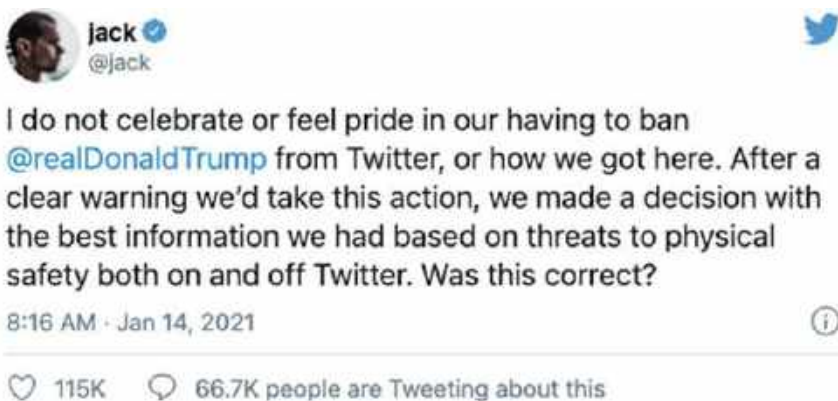 jack
@jack
I do not celebrate or feel pride in our having to ban
@realDonaldTrump from Twitter, or how we got here. After a
clear warning we'd take this action, we made a decision with
the best information we had based on threats to physical
safety both on and off Twitter. Was this correct?
8:16 AM · Jan 14, 2021
115K 66.7K people are Tweeting about this